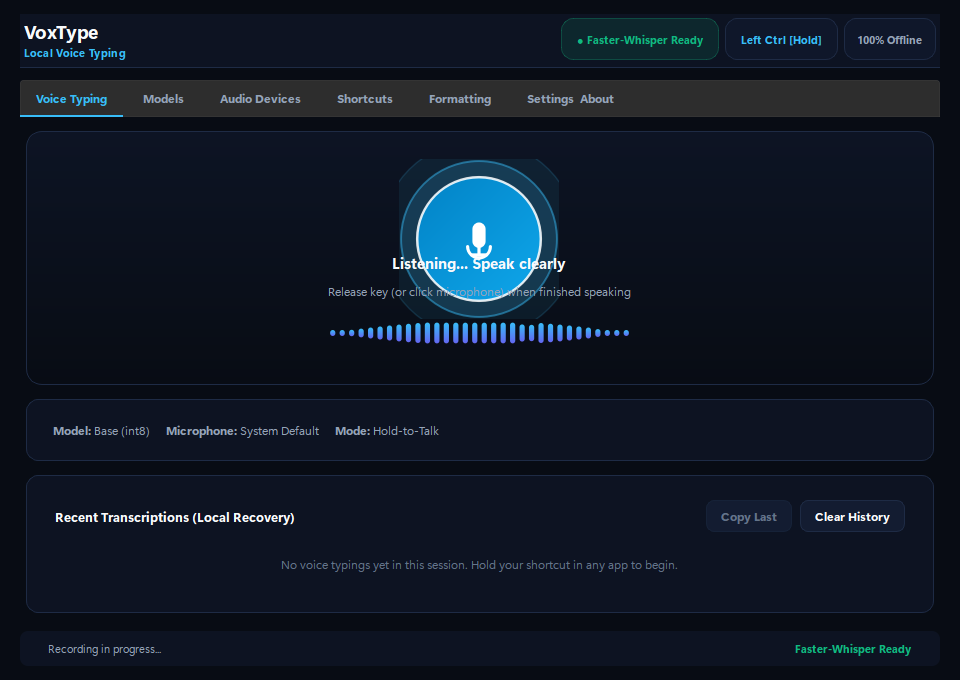 VoxType
Local Voice Typing
● Faster-Whisper Ready
Left Ctrl [Hold]
100% Offline
Voice Typing Models Audio Devices Shortcuts Formatting Settings About
Listening... Speak clearly
Release key (or click microphone) when finished speaking
Model: Base (int8) Microphone: System Default Mode: Hold-to-Talk
Recent Transcriptions (Local Recovery)
Copy Last
Clear History
No voice typings yet in this session. Hold your shortcut in any app to begin.
Recording in progress...
Faster-Whisper Ready